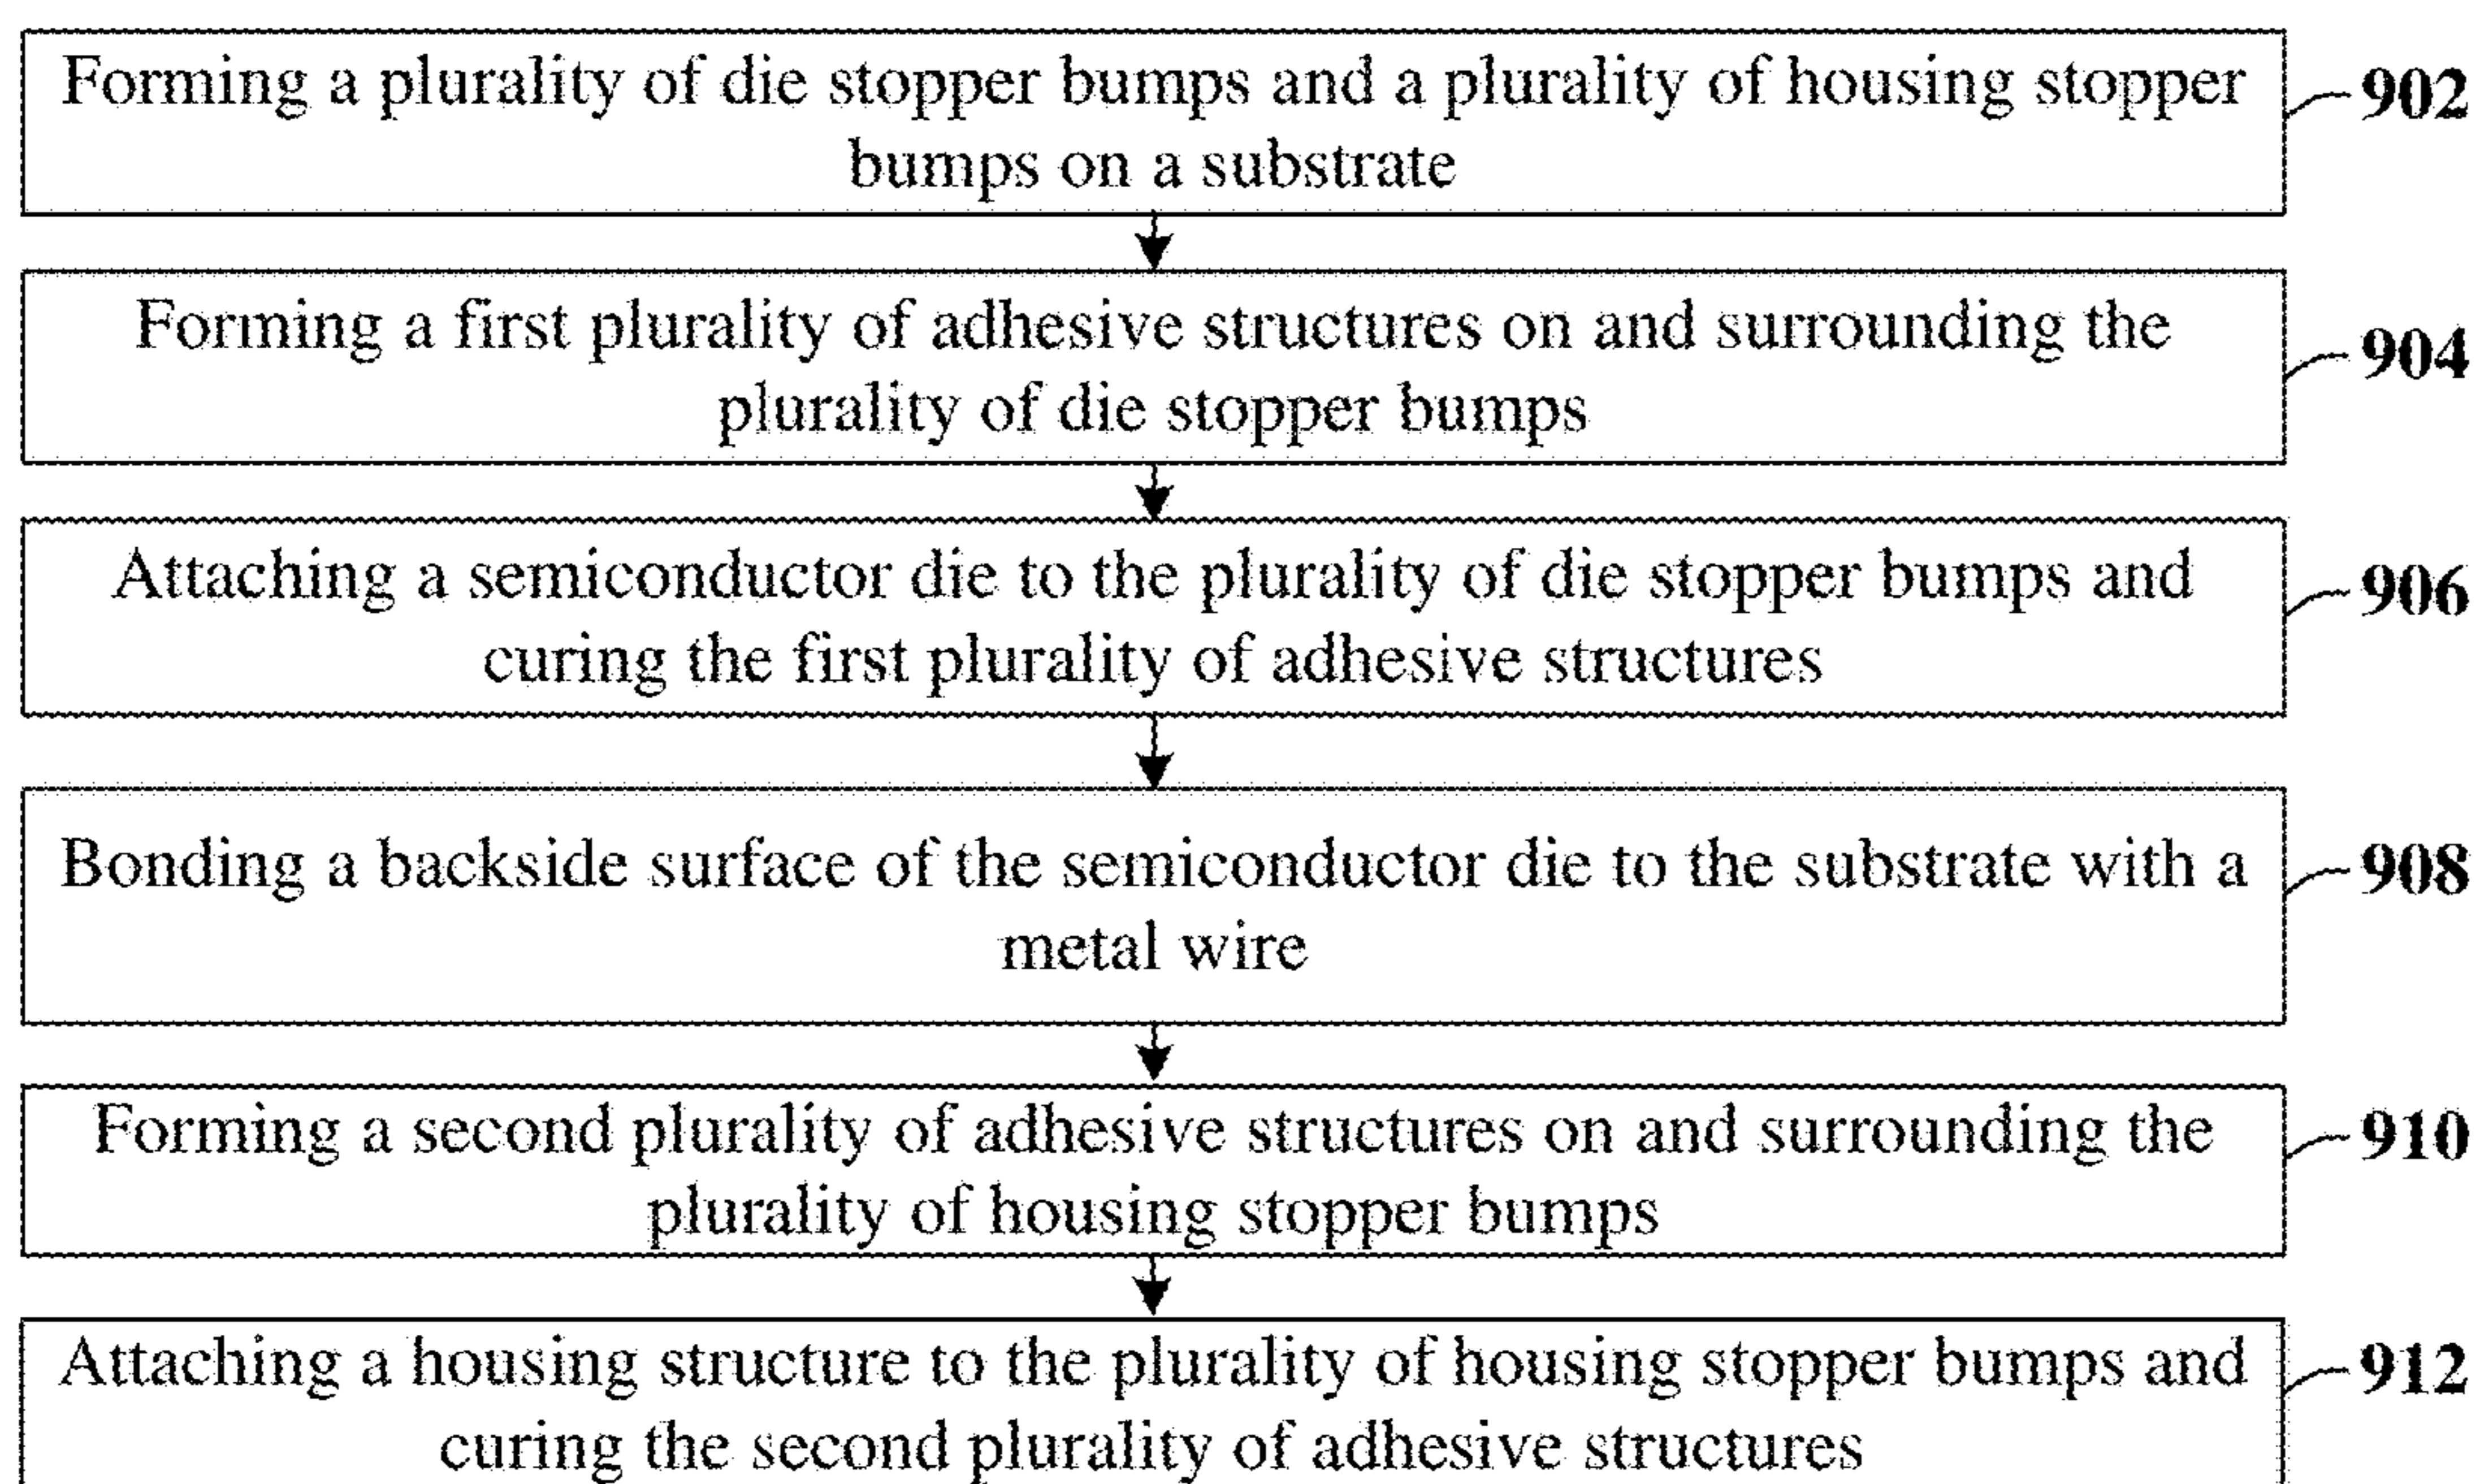 Forming a plurality of die stopper bumps and a plurality of housing stopper
bumps on a substrate
902
Forming a first plurality of adhesive structures on and surrounding the
plurality of die stopper bumps
904
Attaching a semiconductor die to the plurality of die stopper bumps and
curing the first plurality of adhesive structures
906
Bonding a backside surface of the semiconductor die to the substrate with a
metal wire
908
Forming a second plurality of adhesive structures on and surrounding the
plurality of housing stopper bumps
910
Attaching a housing structure to the plurality of housing stopper bumps and
curing the second plurality of adhesive structures
912